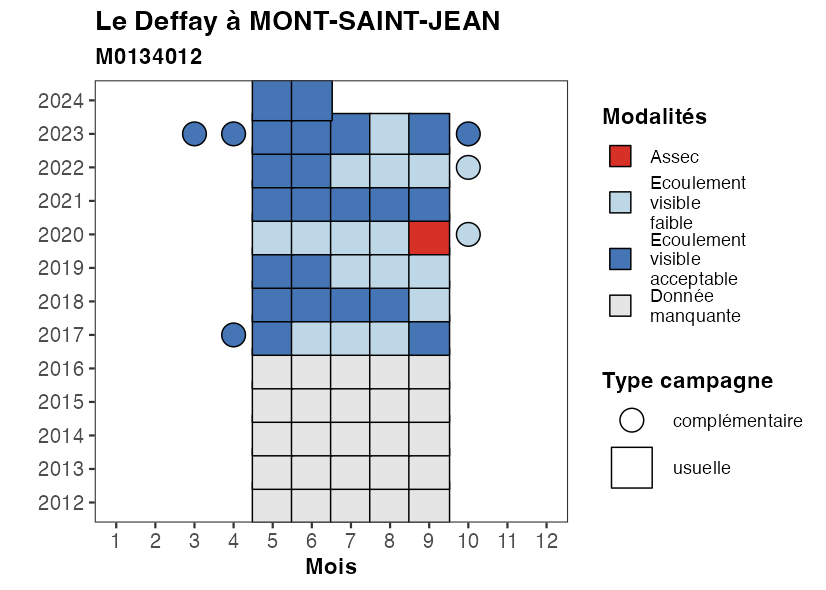 Le Deffay à MONT-SAINT-JEAN
M0134012
2024
2023
2022
2021
2020
2019
2018
2017
2016
2015
2014
2013
2012
1 2 3 4 5 6 7 8 9 10 11 12
Mois
Modalités
Assec
Ecoulement
visible
faible
Ecoulement
visible
acceptable
Donnée
manquante
Type campagne
complémentaire
usuelle